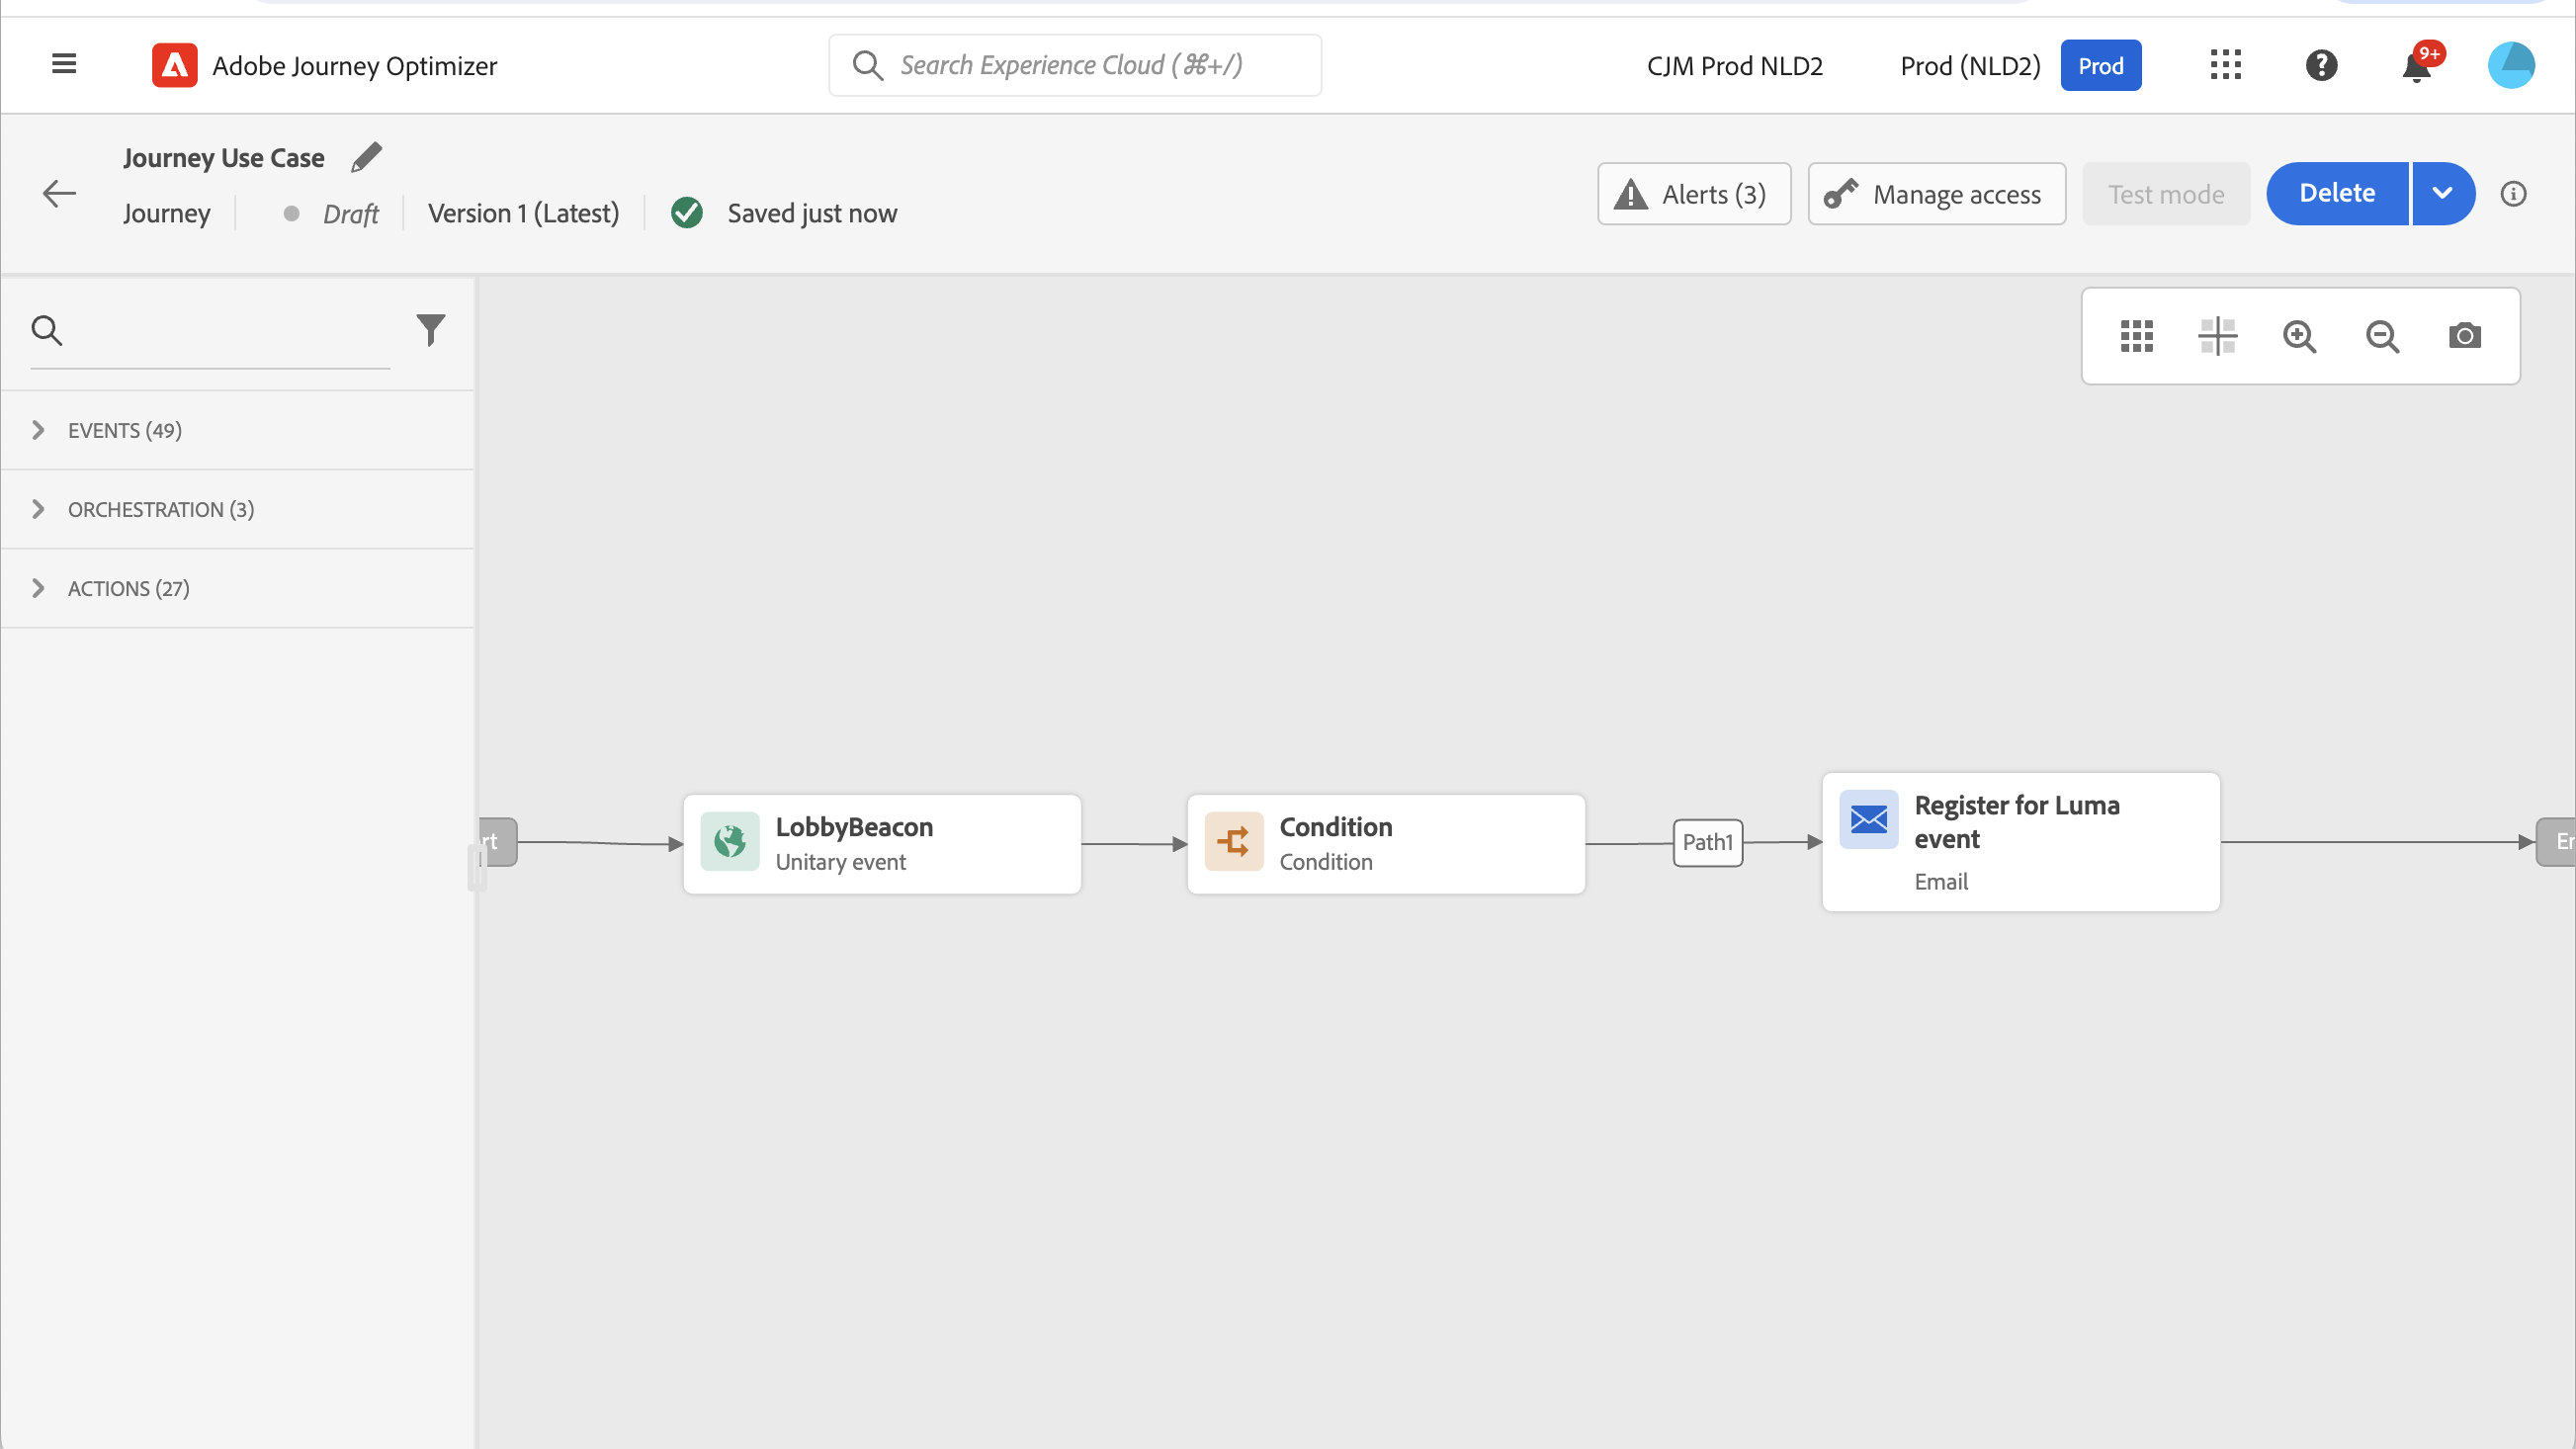 Adobe Journey Optimizer
Search Experience Cloud (⌘+/)
CJM Prod NLD2
Prod (NLD2)
Prod
9+
Journey Use Case
Journey
Draft
Version 1 (Latest)
Saved just now
Alerts (3)
Manage access
Test mode
Delete
EVENTS (49)
ORCHESTRATION (3)
ACTIONS (27)
rt
LobbyBeacon
Unitary event
Condition
Condition
Path1
Register for Luma
event
Email